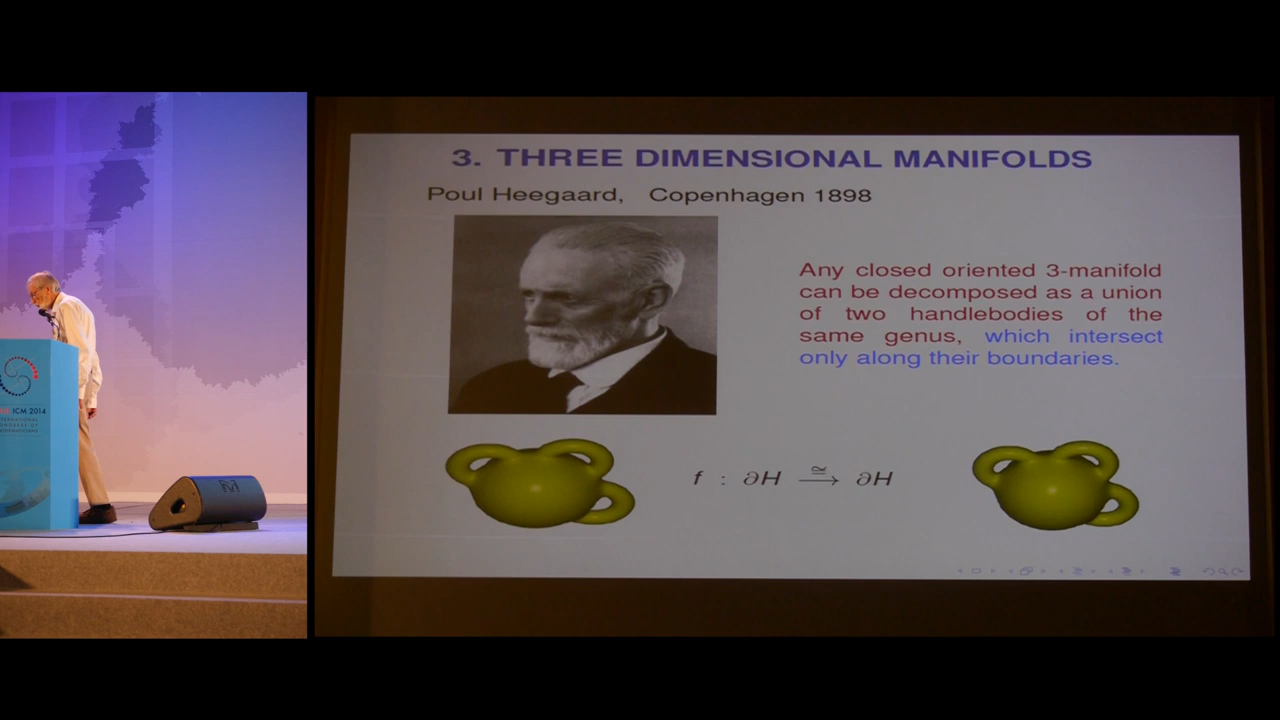 3. THREE DIMENSIONAL MANIFOLDS
Poul Heegaard, Copenhagen 1898
Any closed oriented 3-manifold
can be decomposed as a union
of two handlebodies of the
same genus, which intersect
only along their boundaries.
f : ∂H ≅⟶ ∂H
ICM 2014